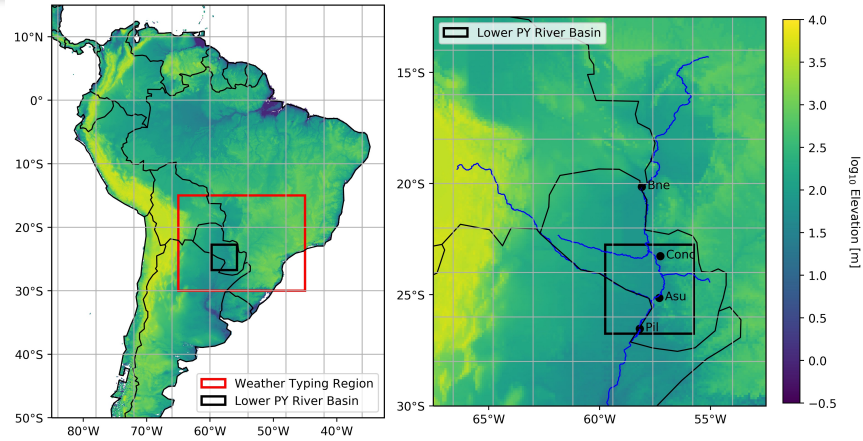 10°N
0°
10°S
20°S
30°S
40°S
50°S
80°W
70°W
60°W
50°W
40°W
Weather Typing Region
Lower PY River Basin
Lower PY River Basin
15°S
20°S
25°S
30°S
65°W
60°W
55°W
Bne
Conc
Asu
Pil
4.0
3.5
3.0
2.5
2.0
1.5
1.0
0.5
0.0
−0.5
log₁₀ Elevation [m]